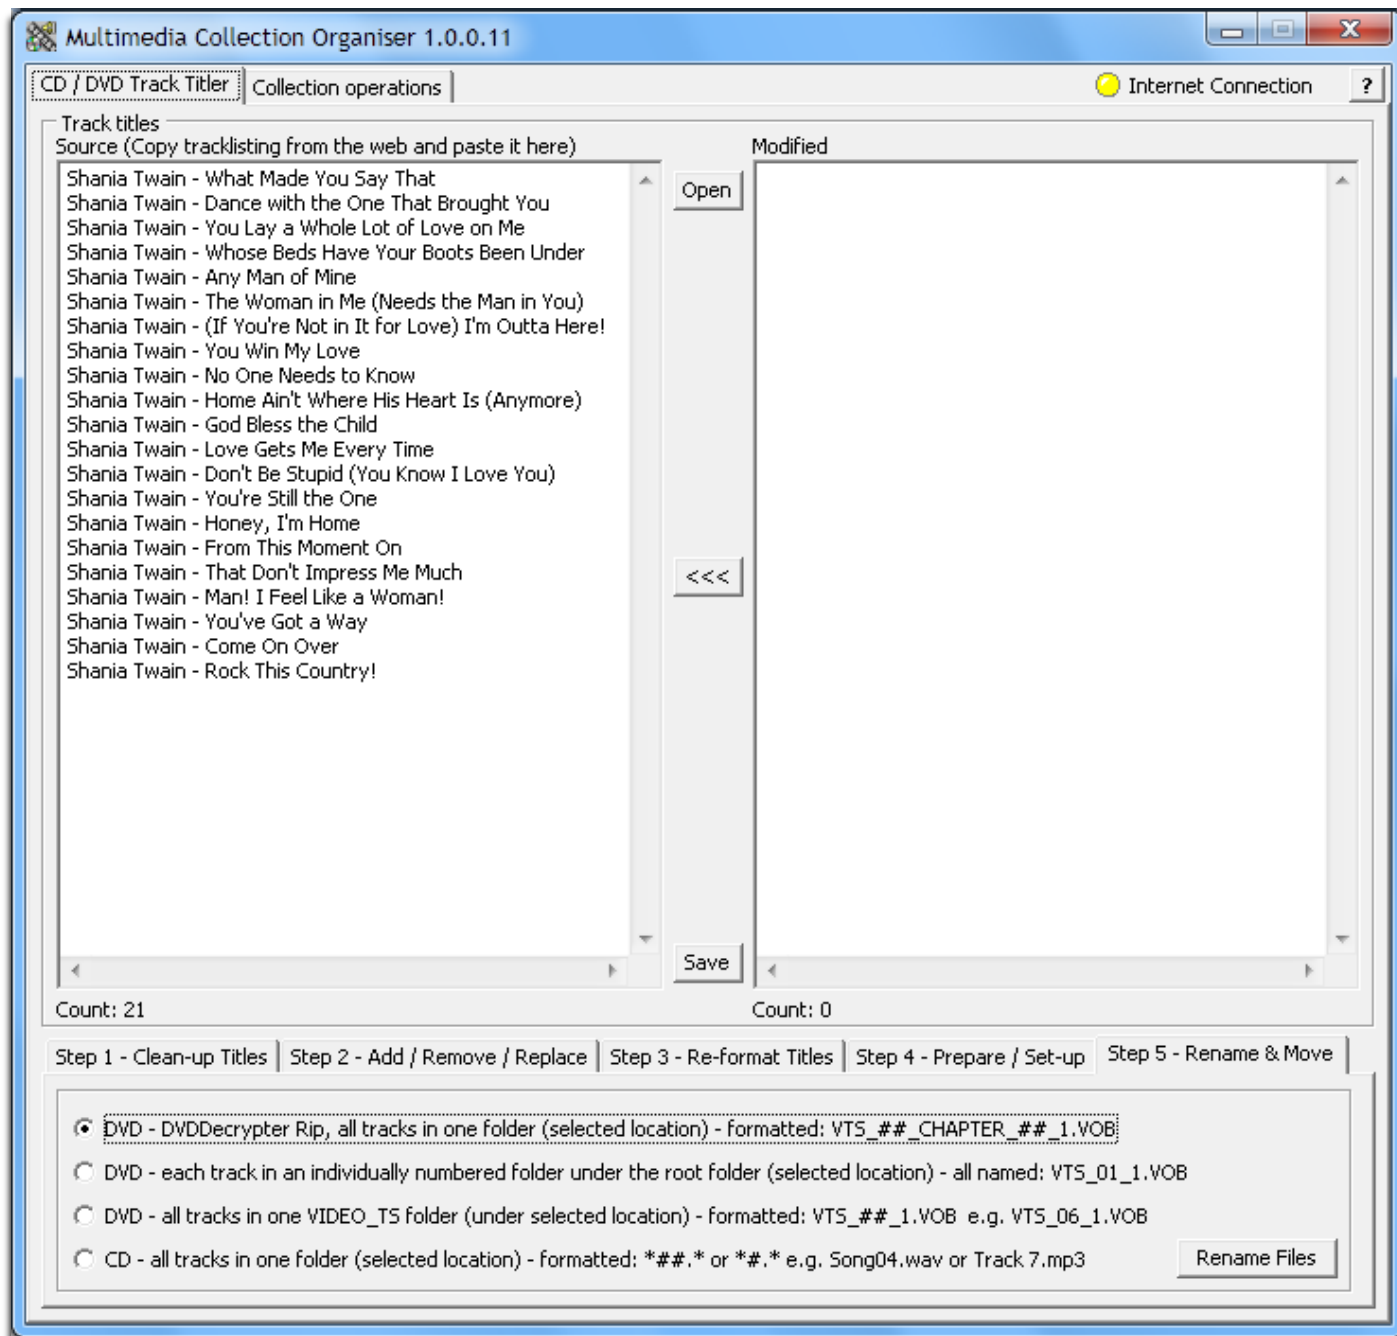 Multimedia Collection Organiser 1.0.0.11
CD / DVD Track Titler
Collection operations
Internet Connection
?
Track titles
Source (Copy tracklisting from the web and paste it here)
Modified
Shania Twain - What Made You Say That
Shania Twain - Dance with the One That Brought You
Shania Twain - You Lay a Whole Lot of Love on Me
Shania Twain - Whose Beds Have Your Boots Been Under
Shania Twain - Any Man of Mine
Shania Twain - The Woman in Me (Needs the Man in You)
Shania Twain - (If You're Not in It for Love) I'm Outta Here!
Shania Twain - You Win My Love
Shania Twain - No One Needs to Know
Shania Twain - Home Ain't Where His Heart Is (Anymore)
Shania Twain - God Bless the Child
Shania Twain - Love Gets Me Every Time
Shania Twain - Don't Be Stupid (You Know I Love You)
Shania Twain - You're Still the One
Shania Twain - Honey, I'm Home
Shania Twain - From This Moment On
Shania Twain - That Don't Impress Me Much
Shania Twain - Man! I Feel Like a Woman!
Shania Twain - You've Got a Way
Shania Twain - Come On Over
Shania Twain - Rock This Country!
Open
<<<
Save
Count: 21
Count: 0
Step 1 - Clean-up Titles
Step 2 - Add / Remove / Replace
Step 3 - Re-format Titles
Step 4 - Prepare / Set-up
Step 5 - Rename & Move
DVD - DVDDecrypter Rip, all tracks in one folder (selected location) - formatted: VTS_##_CHAPTER_##_1.VOB
DVD - each track in an individually numbered folder under the root folder (selected location) - all named: VTS_01_1.VOB
DVD - all tracks in one VIDEO_TS folder (under selected location) - formatted: VTS_##_1.VOB  e.g. VTS_06_1.VOB
CD - all tracks in one folder (selected location) - formatted: *##.* or *#.* e.g. Song04.wav or Track 7.mp3
Rename Files